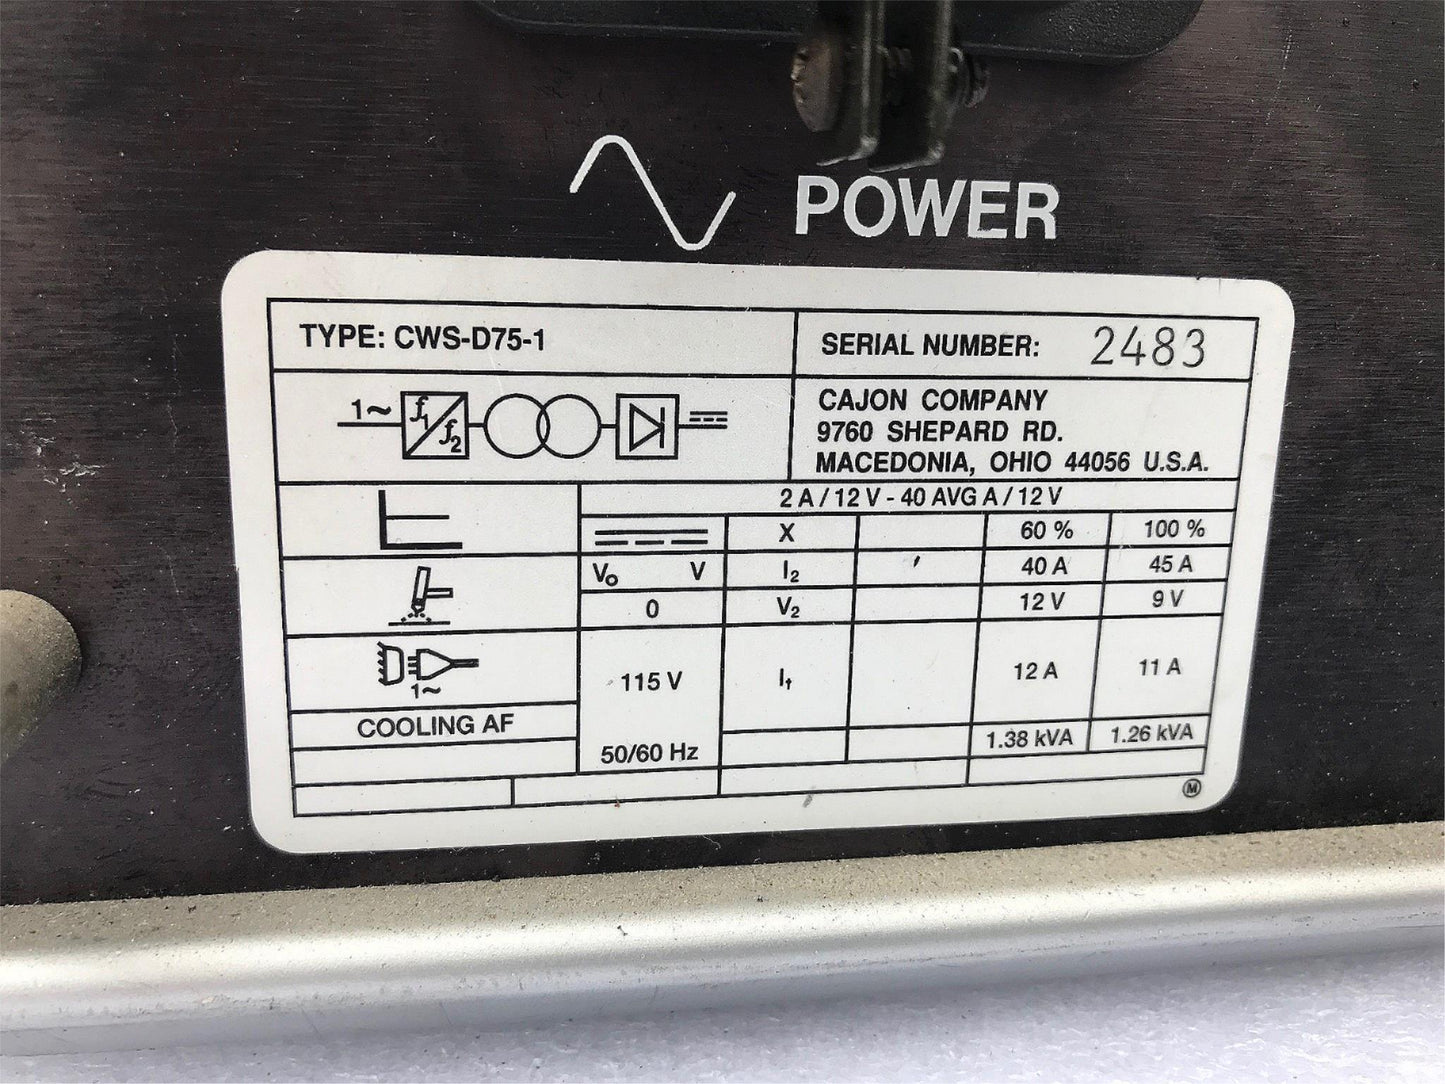 POWER
TYPE: CWS-D75-1
SERIAL NUMBER: 2483
1~ f1 f2
CAJON COMPANY
9760 SHEPARD RD.
MACEDONIA, OHIO 44056 U.S.A.
2 A / 12 V - 40 AVG A / 12 V
X 60 % 100 %
V₀ V I₂ 40 A 45 A
0 V₂ 12 V 9 V
1~
115 V I₁ 12 A 11 A
COOLING AF
50/60 Hz 1.38 kVA 1.26 kVA
M